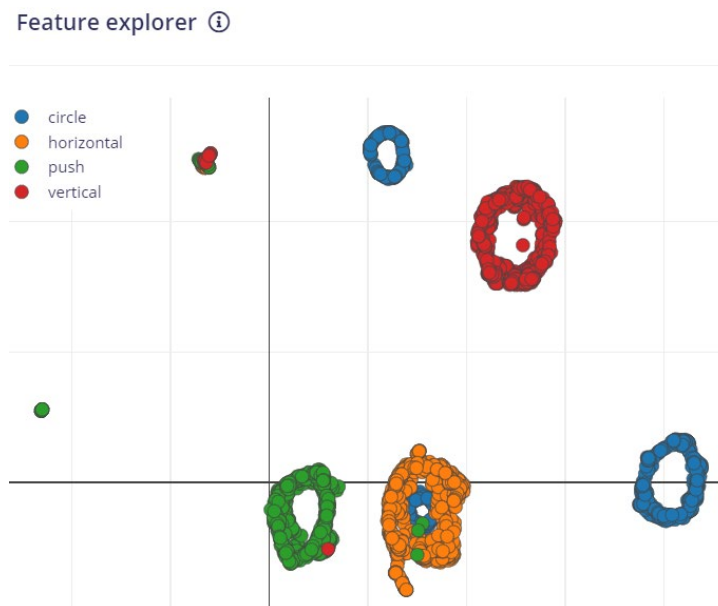 Feature explorer
circle
horizontal
push
vertical